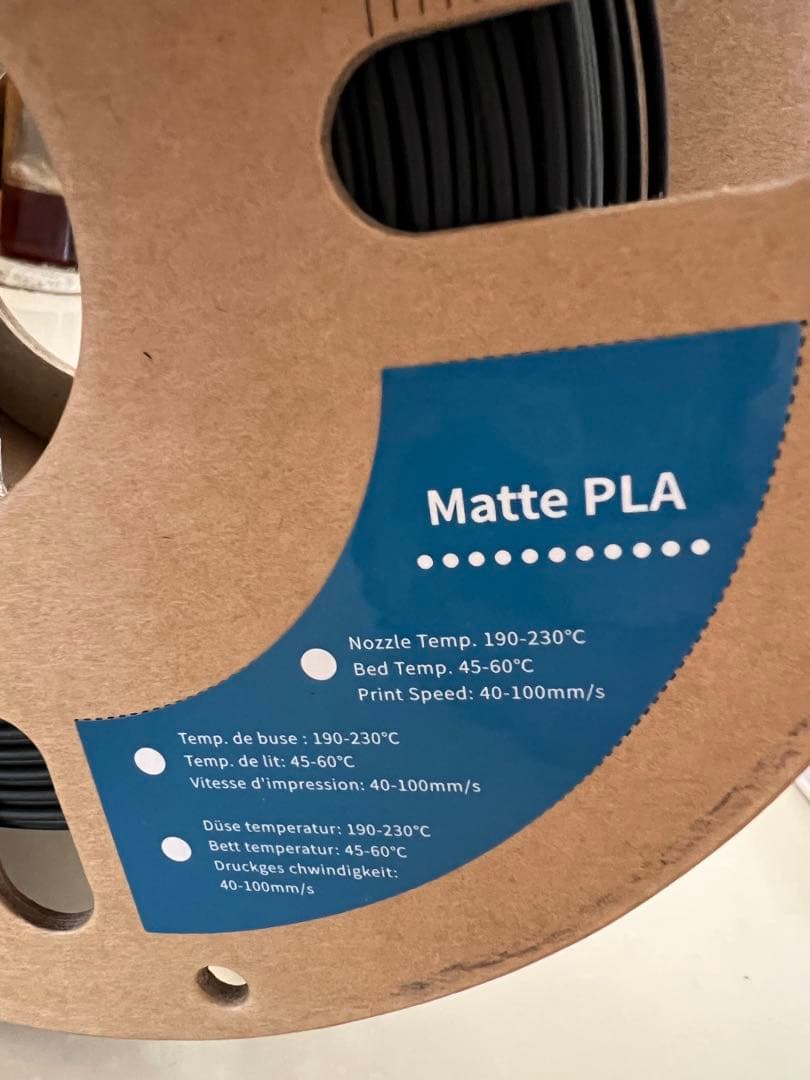 Matte PLA
Nozzle Temp. 190-230°C
Bed Temp. 45-60°C
Print Speed: 40-100mm/s
Temp. de buse : 190-230°C
Temp. de lit: 45-60°C
Vitesse d'impression: 40-100mm/s
Düse temperatur: 190-230°C
Bett temperatur: 45-60°C
Druckges chwindigkeit:
40-100mm/s